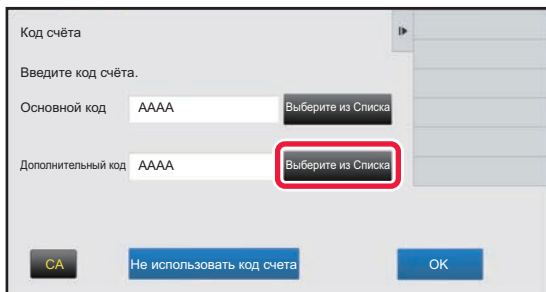 Код счёта
Введите код счёта.
Основной код AAAA Выберите из Списка
Дополнительный код AAAA Выберите из Списка
CA Не использовать код счета OK